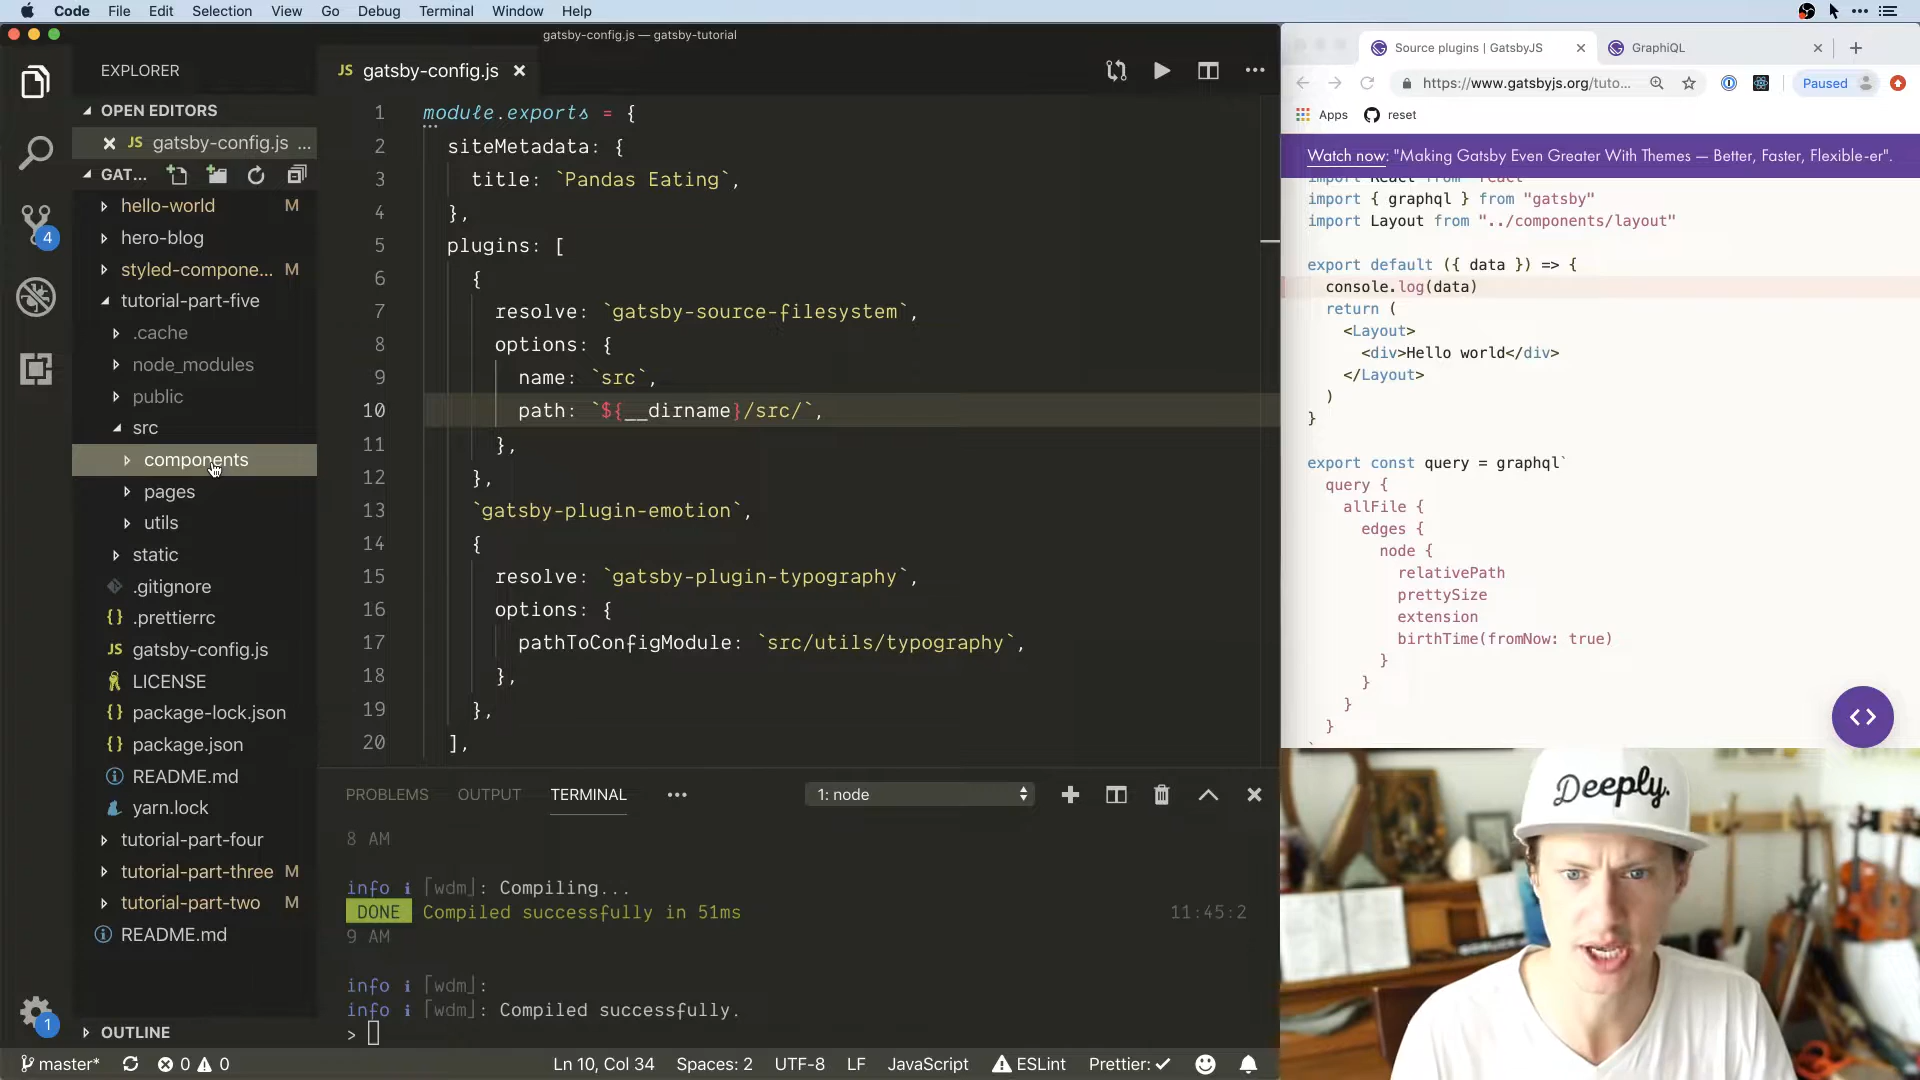 Code File Edit Selection View Go Debug Terminal Window Help
gatsby-config.js — gatsby-tutorial
EXPLORER
OPEN EDITORS
JS gatsby-config.js ...
GAT...
hello-world M
hero-blog
styled-compone... M
tutorial-part-five
.cache
node_modules
public
src
components
pages
utils
static
.gitignore
{} .prettierrc
JS gatsby-config.js
LICENSE
{} package-lock.json
{} package.json
README.md
yarn.lock
tutorial-part-four
tutorial-part-three M
tutorial-part-two M
README.md
OUTLINE
4
1
JS gatsby-config.js
1 module.exports = {
2 siteMetadata: {
3 title: `Pandas Eating`,
4 },
5 plugins: [
6 {
7 resolve: `gatsby-source-filesystem`,
8 options: {
9 name: `src`,
10 path: `${__dirname}/src/`,
11 },
12 },
13 `gatsby-plugin-emotion`,
14 {
15 resolve: `gatsby-plugin-typography`,
16 options: {
17 pathToConfigModule: `src/utils/typography`,
18 },
19 },
20 ],
PROBLEMS OUTPUT TERMINAL ••• 1: node
8 AM
info i ｢wdm｣: Compiling...
DONE Compiled successfully in 51ms 11:45:2
9 AM
info i ｢wdm｣:
info i ｢wdm｣: Compiled successfully.
>
master* 0 0 Ln 10, Col 34 Spaces: 2 UTF-8 LF JavaScript ESLint Prettier: ✓
Source plugins | GatsbyJS GraphiQL
https://www.gatsbyjs.org/tuto... Paused
Apps reset
Watch now: "Making Gatsby Even Greater With Themes — Better, Faster, Flexible-er".
import React from "react"
import { graphql } from "gatsby"
import Layout from "../components/layout"
export default ({ data }) => {
console.log(data)
return (
<Layout>
<div>Hello world</div>
</Layout>
)
}
export const query = graphql`
query {
allFile {
edges {
node {
relativePath
prettySize
extension
birthTime(fromNow: true)
}
}
}
}
`
<>
Deeply.